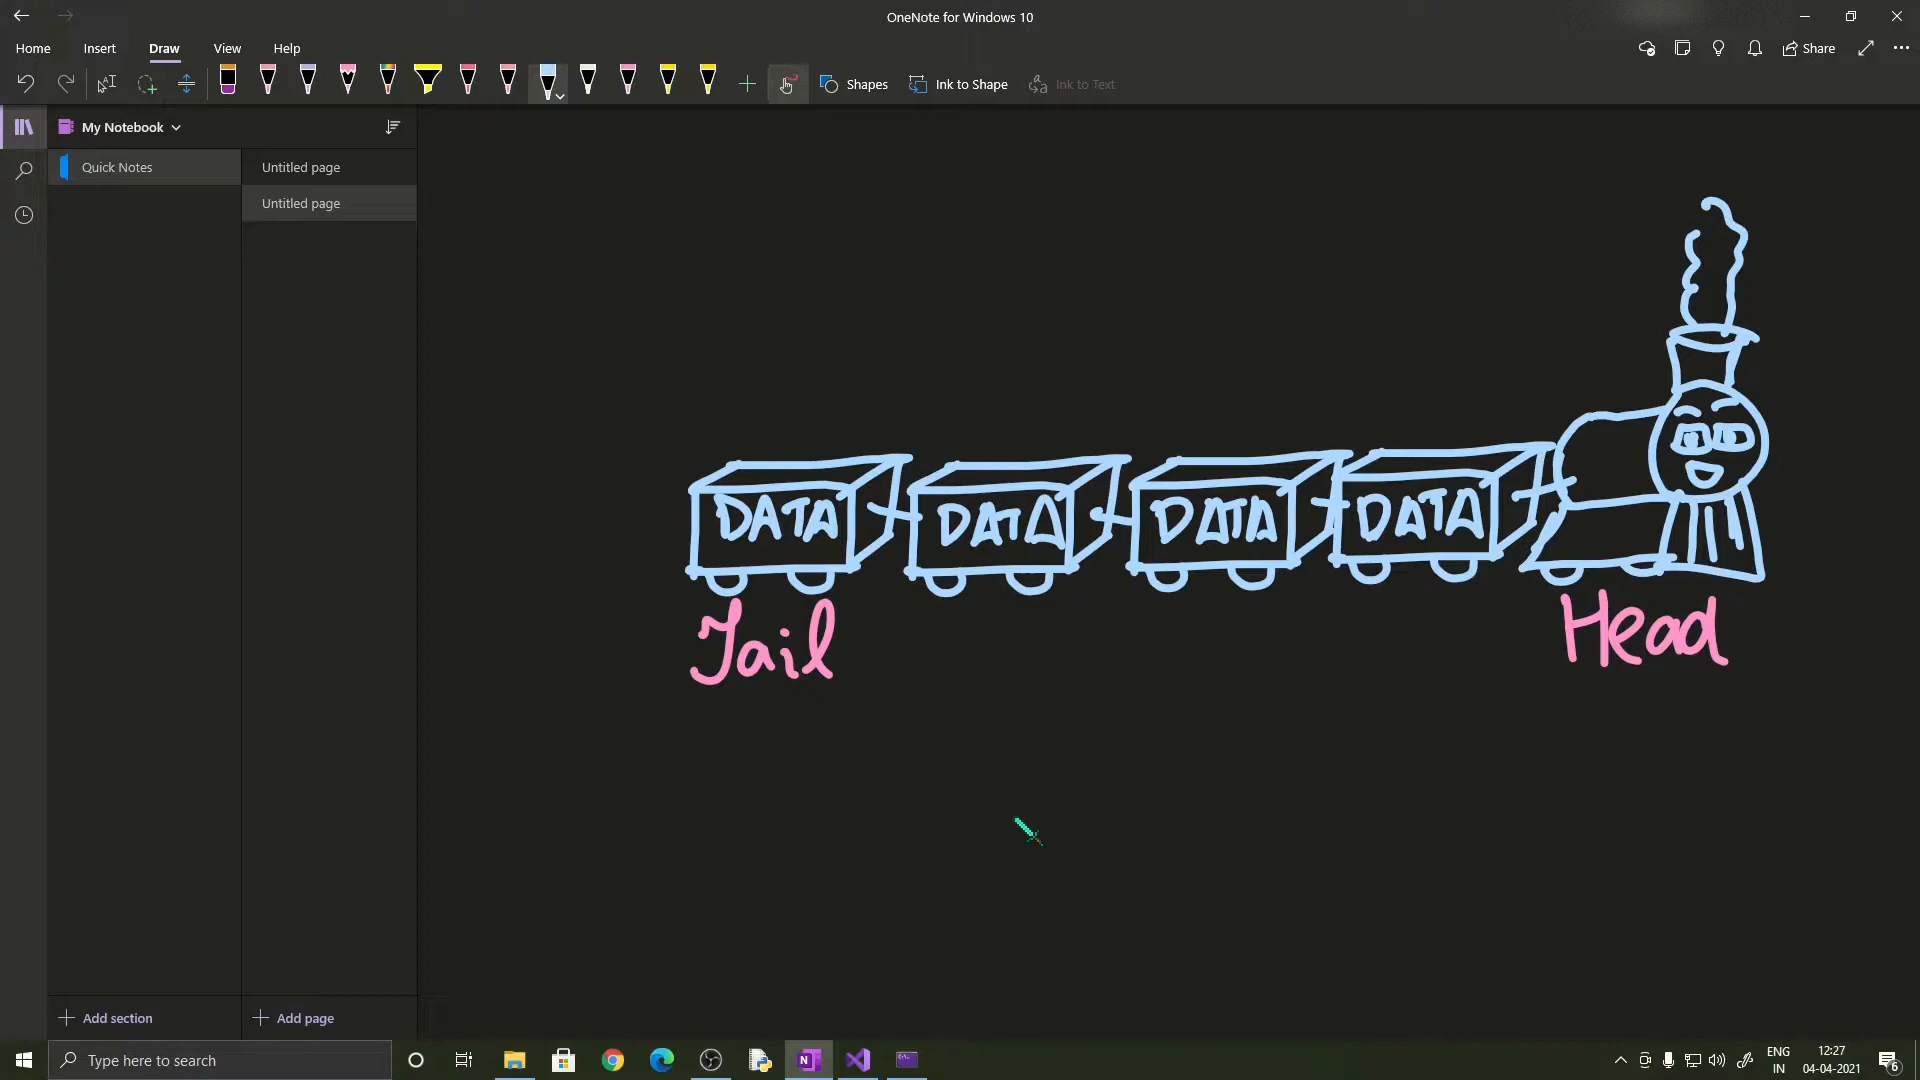 OneNote for Windows 10
Home Insert Draw View Help
Share
Shapes Ink to Shape Ink to Text
My Notebook
Quick Notes
Untitled page
Untitled page
DATA DATA DATA DATA
Tail Head
Add section Add page
Type here to search
ENG
IN
12:27
04-04-2021
6